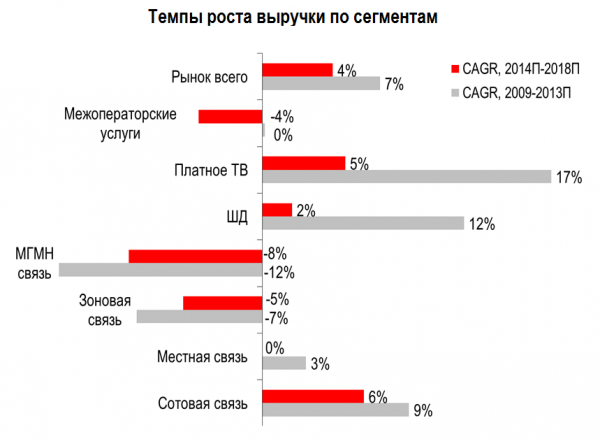 Темпы роста выручки по сегментам
CAGR, 2014П-2018П
CAGR, 2009-2013П
Рынок всего
4%
7%
Межоператорские
услуги
-4%
0%
Платное ТВ
5%
17%
ШД
2%
12%
МГМН
связь
-8%
-12%
Зоновая
связь
-5%
-7%
Местная связь
0%
3%
Сотовая связь
6%
9%